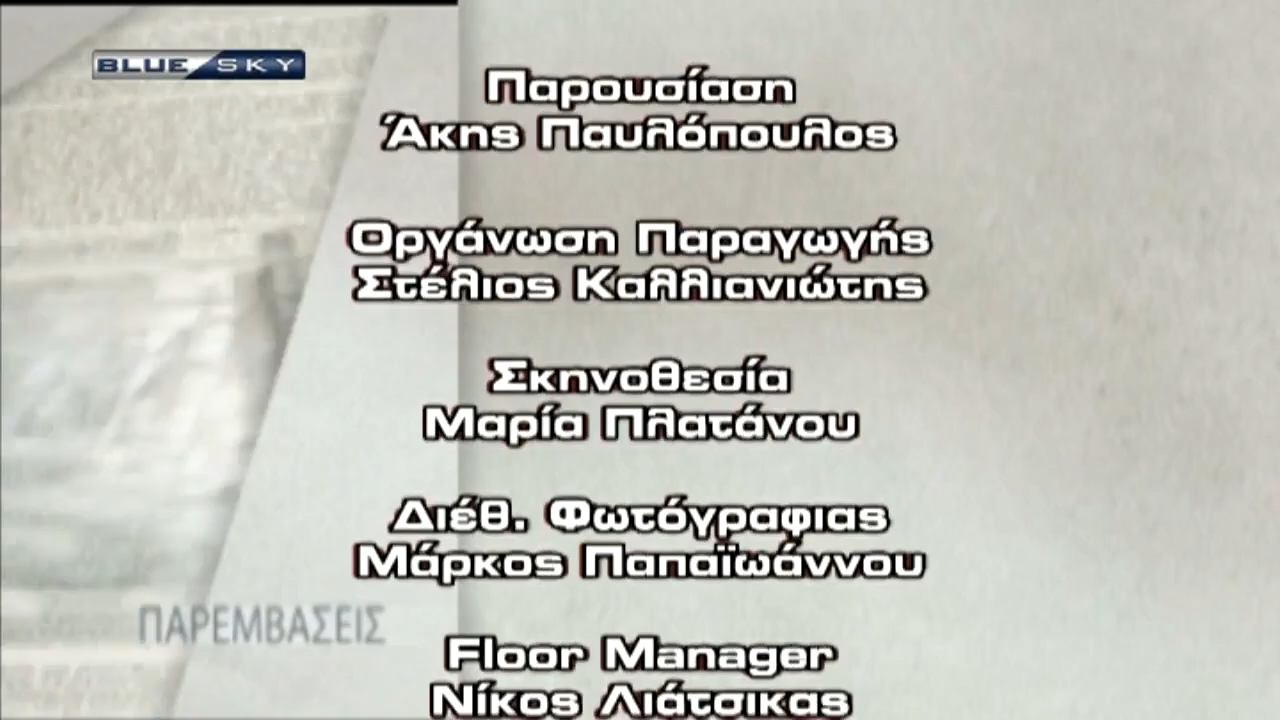 BLUE SKY
Παρουσίαση
Άκης Παυλόπουλος
Οργάνωση Παραγωγής
Στέλιος Καλλιανιώτης
Σκηνοθεσία
Μαρία Πλατάνου
Διέθ. Φωτόγραφιας
Μάρκος Παπαϊωάννου
ΠΑΡΕΜΒΑΣΕΙΣ
Floor Manager
Νίκος Λιάτσικας